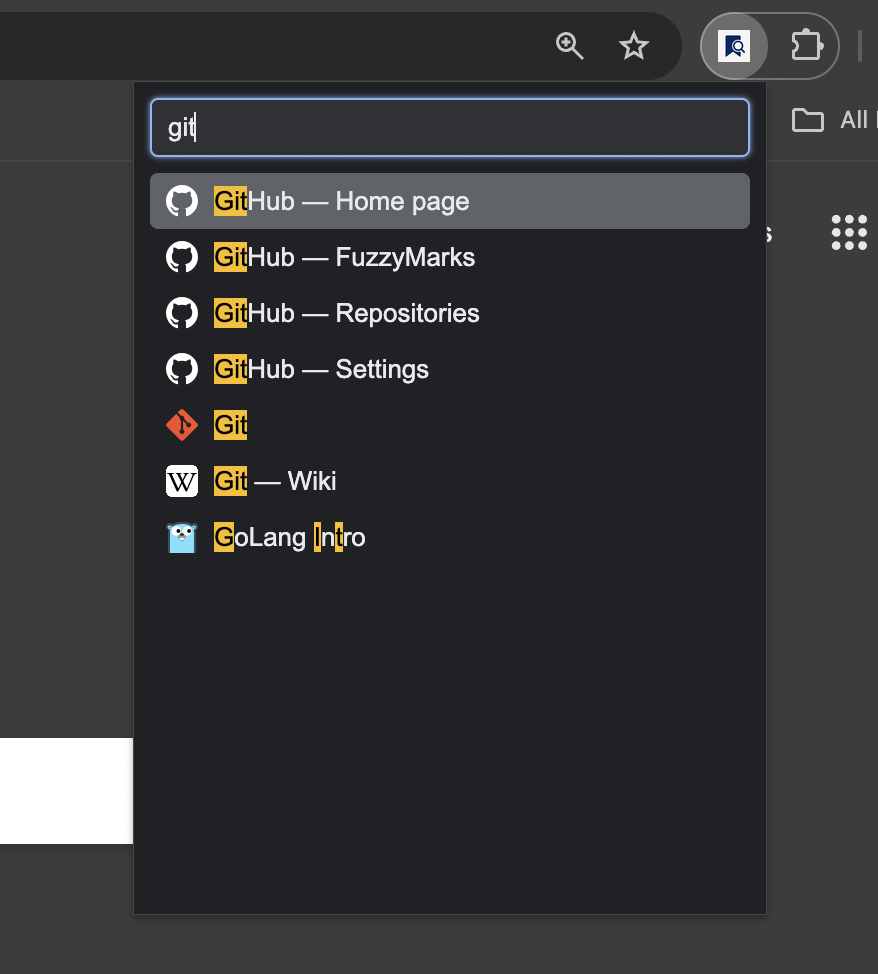 git
All
GitHub — Home page
GitHub — FuzzyMarks
GitHub — Repositories
GitHub — Settings
Git
W
Git — Wiki
GoLang Intro